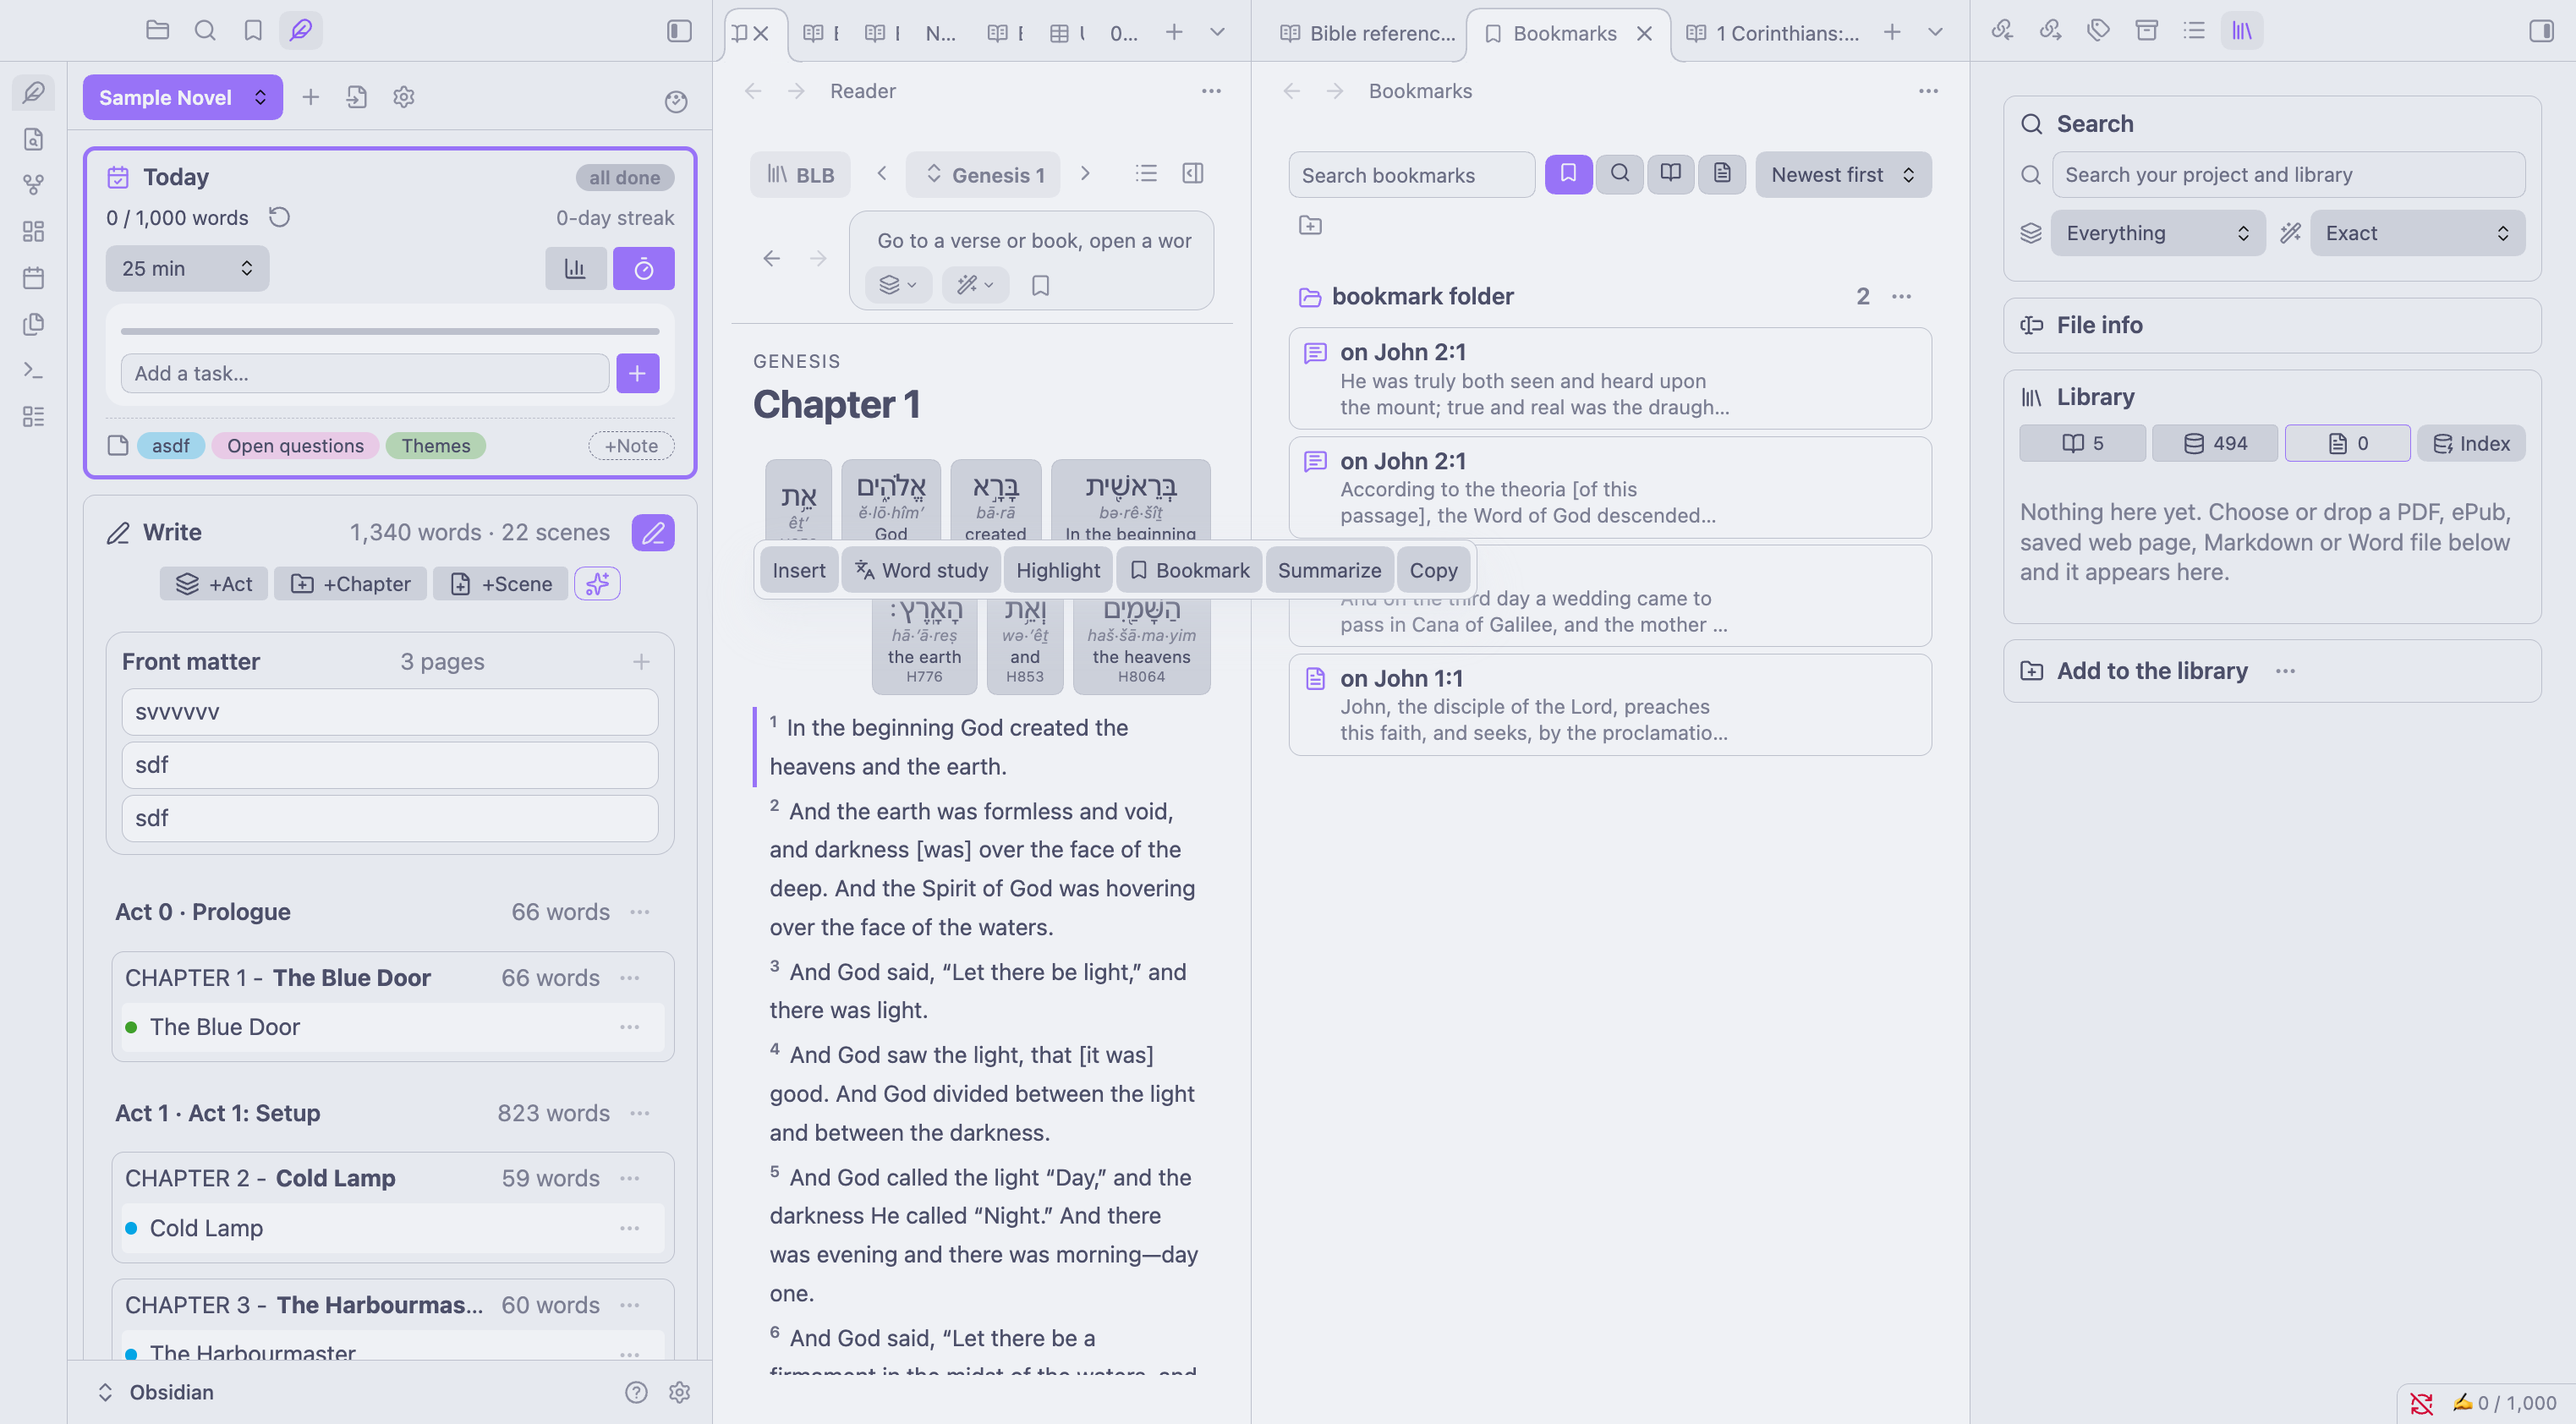 Sample Novel
Today
all done
0 / 1,000 words
0-day streak
25 min
Add a task...
asdf
Open questions
Themes
+Note
Write
1,340 words · 22 scenes
+Act
+Chapter
+Scene
Front matter
3 pages
svvvvvv
sdf
sdf
Act 0 · Prologue
66 words
CHAPTER 1 - The Blue Door
66 words
The Blue Door
Act 1 · Act 1: Setup
823 words
CHAPTER 2 - Cold Lamp
59 words
Cold Lamp
CHAPTER 3 - The Harbourmas...
60 words
The Harbourmaster
Obsidian
N...
0...
Reader
BLB
Genesis 1
Go to a verse or book, open a wor
GENESIS
Chapter 1
בְּרֵאשִׁ֖ית בָּרָ֣א אֱלֹהִ֑ים אֵ֥ת
bə·rê·šîṯ bā·rā ĕ·lō·hîm’ êṯ’
In the beginning created God
Insert
Word study
Highlight
Bookmark
Summarize
Copy
הַשָּׁמַ֖יִם וְאֵ֥ת הָאָֽרֶץ׃
haš·šā·ma·yim wə·’êṯ hā·’ā·reṣ
the heavens and the earth
H8064 H853 H776
1 In the beginning God created the
heavens and the earth.
2 And the earth was formless and void,
and darkness [was] over the face of the
deep. And the Spirit of God was hovering
over the face of the waters.
3 And God said, “Let there be light,” and
there was light.
4 And God saw the light, that [it was]
good. And God divided between the light
and between the darkness.
5 And God called the light “Day,” and the
darkness He called “Night.” And there
was evening and there was morning—day
one.
6 And God said, “Let there be a
firmament in the midst of the waters, and
Bible referenc...
Bookmarks
1 Corinthians:...
Bookmarks
Search bookmarks
Newest first
bookmark folder
2
on John 2:1
He was truly both seen and heard upon
the mount; true and real was the draugh...
on John 2:1
According to the theoria [of this
passage], the Word of God descended...
And on the third day a wedding came to
pass in Cana of Galilee, and the mother ...
on John 1:1
John, the disciple of the Lord, preaches
this faith, and seeks, by the proclamatio...
Search
Search your project and library
Everything
Exact
File info
Library
5
494
0
Index
Nothing here yet. Choose or drop a PDF, ePub,
saved web page, Markdown or Word file below
and it appears here.
Add to the library
0 / 1,000